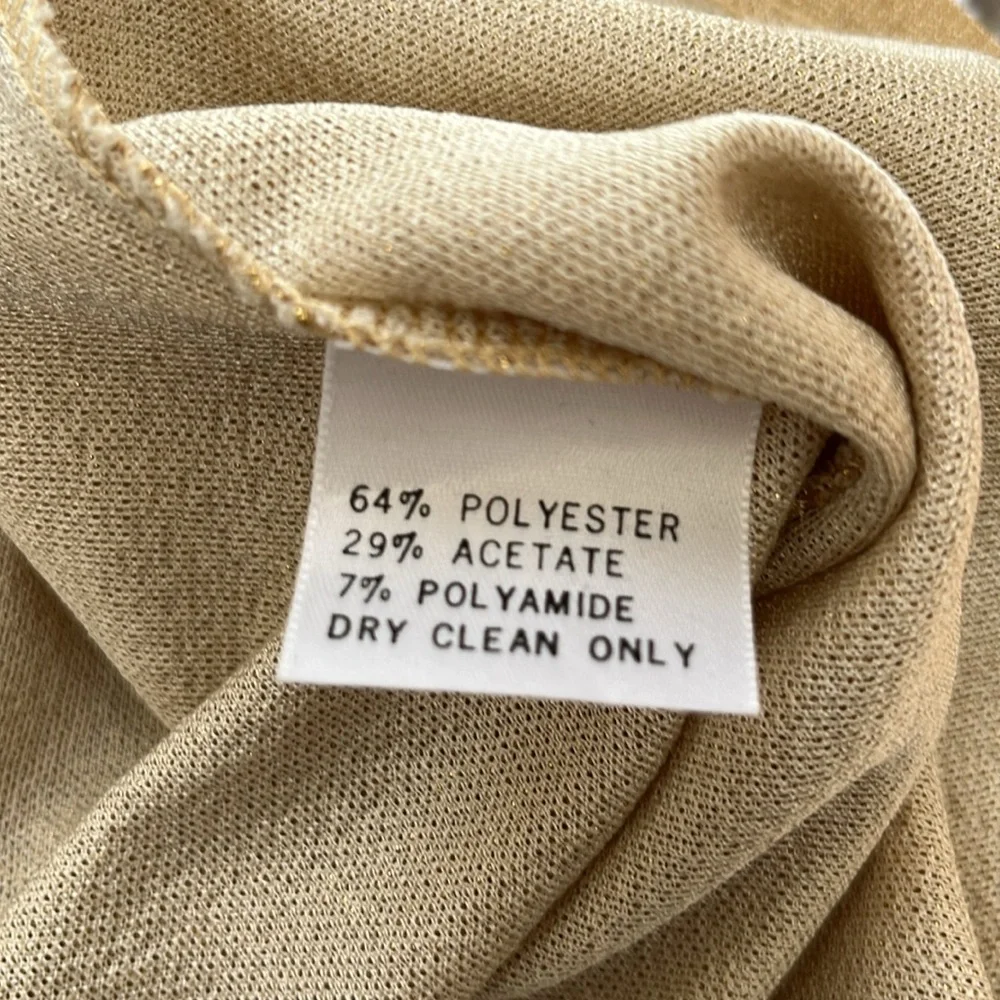 64% POLYESTER
29% ACETATE
7% POLYAMIDE
DRY CLEAN ONLY